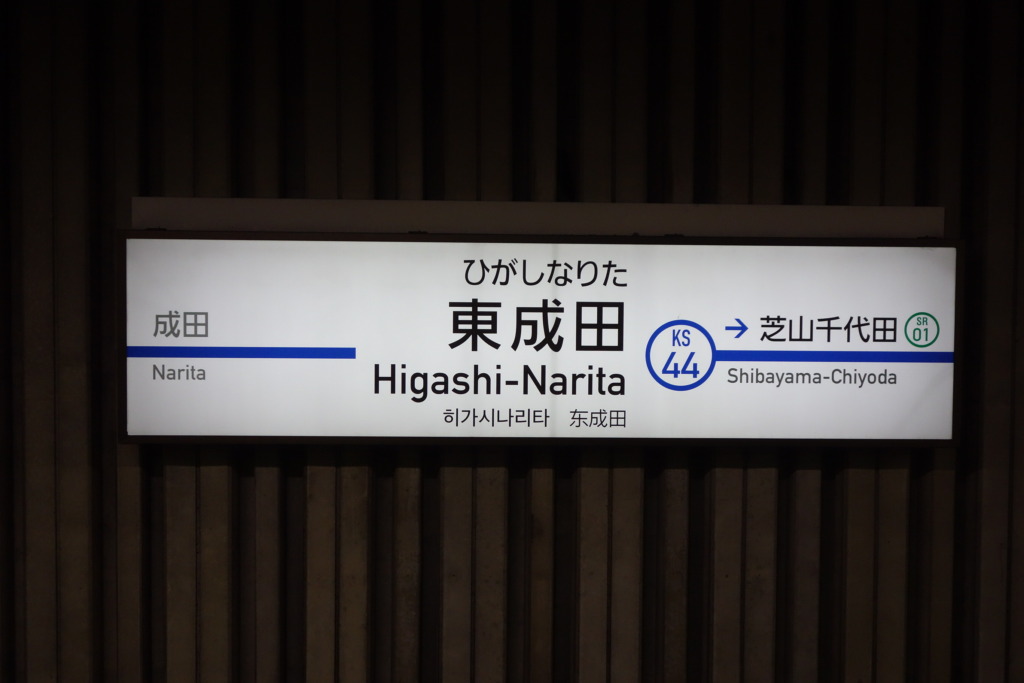 ひがしなりた
東成田
Higashi-Narita
히가시나리타 东成田
成田
Narita
KS
44
→ 芝山千代田
SR
01
Shibayama-Chiyoda